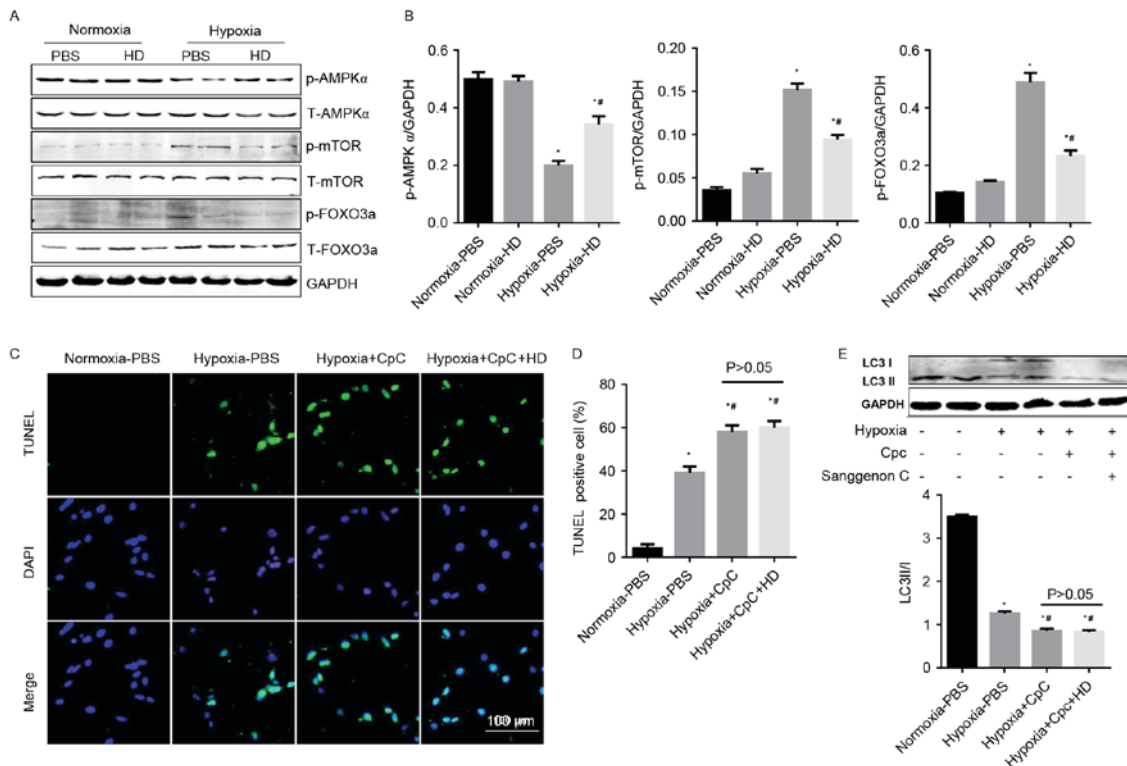 A
Normoxia Hypoxia
PBS HD PBS HD
p-AMPKα
T-AMPKα
p-mTOR
T-mTOR
p-FOXO3a
T-FOXO3a
GAPDH
B
p-AMPK α/GAPDH
0.6
0.4
0.2
0.0
*
*#
Normoxia-PBS
Normoxia-HD
Hypoxia-PBS
Hypoxia-HD
p-mTOR/GAPDH
0.20
0.15
0.10
0.05
0.00
*
*#
Normoxia-PBS
Normoxia-HD
Hypoxia-PBS
Hypoxia-HD
p-FOXO3a/GAPDH
0.6
0.4
0.2
0.0
*
*#
Normoxia-PBS
Normoxia-HD
Hypoxia-PBS
Hypoxia-HD
C
Normoxia-PBS Hypoxia-PBS Hypoxia+CpC Hypoxia+CpC+HD
TUNEL
DAPI
Merge
100 μm
D
TUNEL positive cell (%)
80
60
40
20
0
P>0.05
*
*#
*#
Normoxia-PBS
Hypoxia-PBS
Hypoxia+CpC
Hypoxia+CpC+HD
E
LC3 I
LC3 II
GAPDH
Hypoxia - - + + + +
Cpc - - - - + +
Sanggenon C - - - - - +
LC3II/I
4
3
2
1
0
P>0.05
*
*#
*#
Normoxia-PBS
Hypoxia-PBS
Hypoxia+CpC
Hypoxia+Cpc+HD